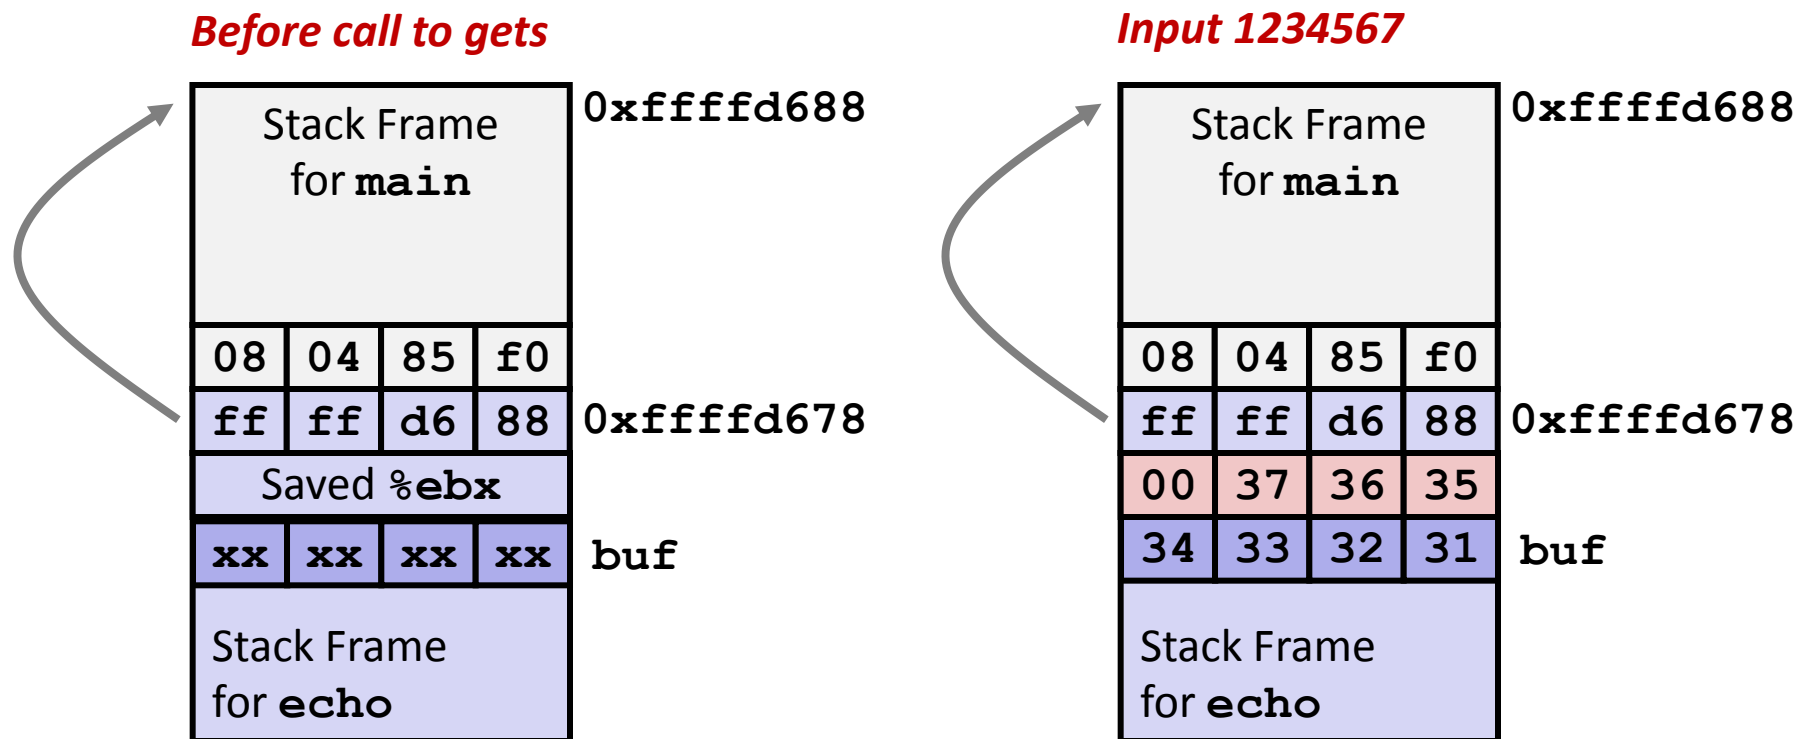 Before call to gets
Stack Frame
for main
0xffffd688
08 04 85 f0
ff ff d6 88
0xffffd678
Saved %ebx
xx xx xx xx
buf
Stack Frame
for echo
Input 1234567
Stack Frame
for main
0xffffd688
08 04 85 f0
ff ff d6 88
0xffffd678
00 37 36 35
34 33 32 31
buf
Stack Frame
for echo